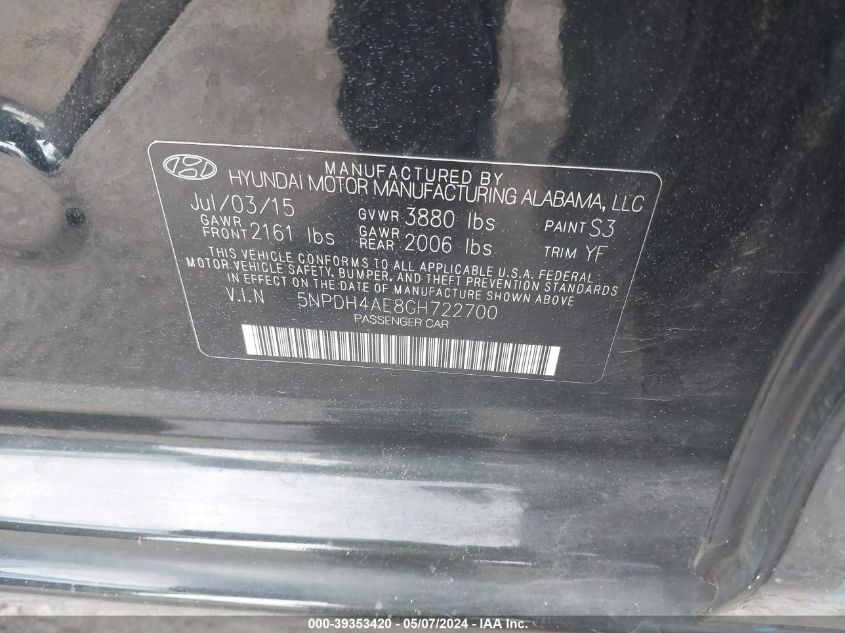 MANUFACTURED BY
HYUNDAI MOTOR MANUFACTURING ALABAMA, LLC
Jul/03/15 GVWR 3880 lbs PAINT S3
GAWR FRONT 2161 lbs GAWR REAR 2006 lbs TRIM YF
THIS VEHICLE CONFORMS TO ALL APPLICABLE U.S.A. FEDERAL
MOTOR VEHICLE SAFETY, BUMPER, AND THEFT PREVENTION STANDARDS
IN EFFECT ON THE DATE OF MANUFACTURE SHOWN ABOVE
V.I.N 5NPDH4AE8GH722700
PASSENGER CAR
000-39353420 - 05/07/2024 - IAA Inc.